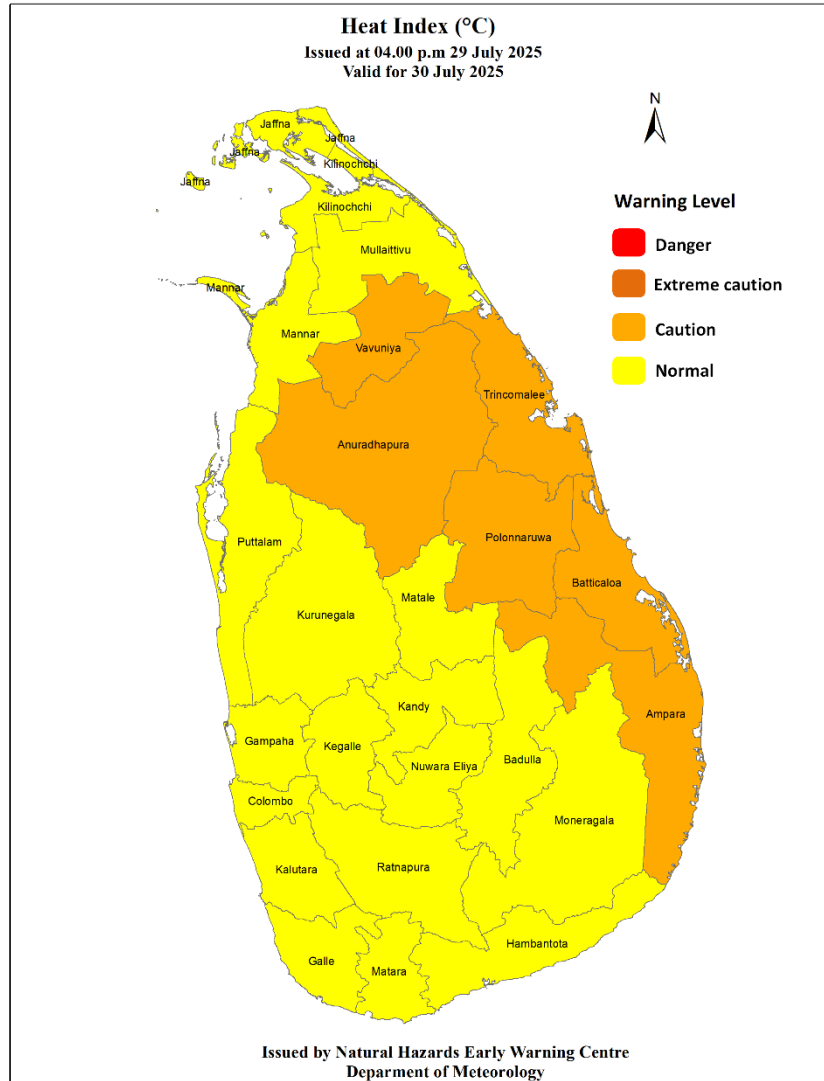 Heat Index (°C)
Issued at 04.00 p.m 29 July 2025
Valid for 30 July 2025
N
Jaffna
Jaffna
Jaffna
Kilinochchi
Jaffna
Kilinochchi
Mullaittivu
Mannar
Mannar
Vavuniya
Trincomalee
Anuradhapura
Puttalam
Polonnaruwa
Batticaloa
Matale
Kurunegala
Kandy
Ampara
Gampaha
Kegalle
Nuwara Eliya
Badulla
Colombo
Moneragala
Kalutara
Ratnapura
Hambantota
Galle
Matara
Warning Level
Danger
Extreme caution
Caution
Normal
Issued by Natural Hazards Early Warning Centre
Deparment of Meteorology